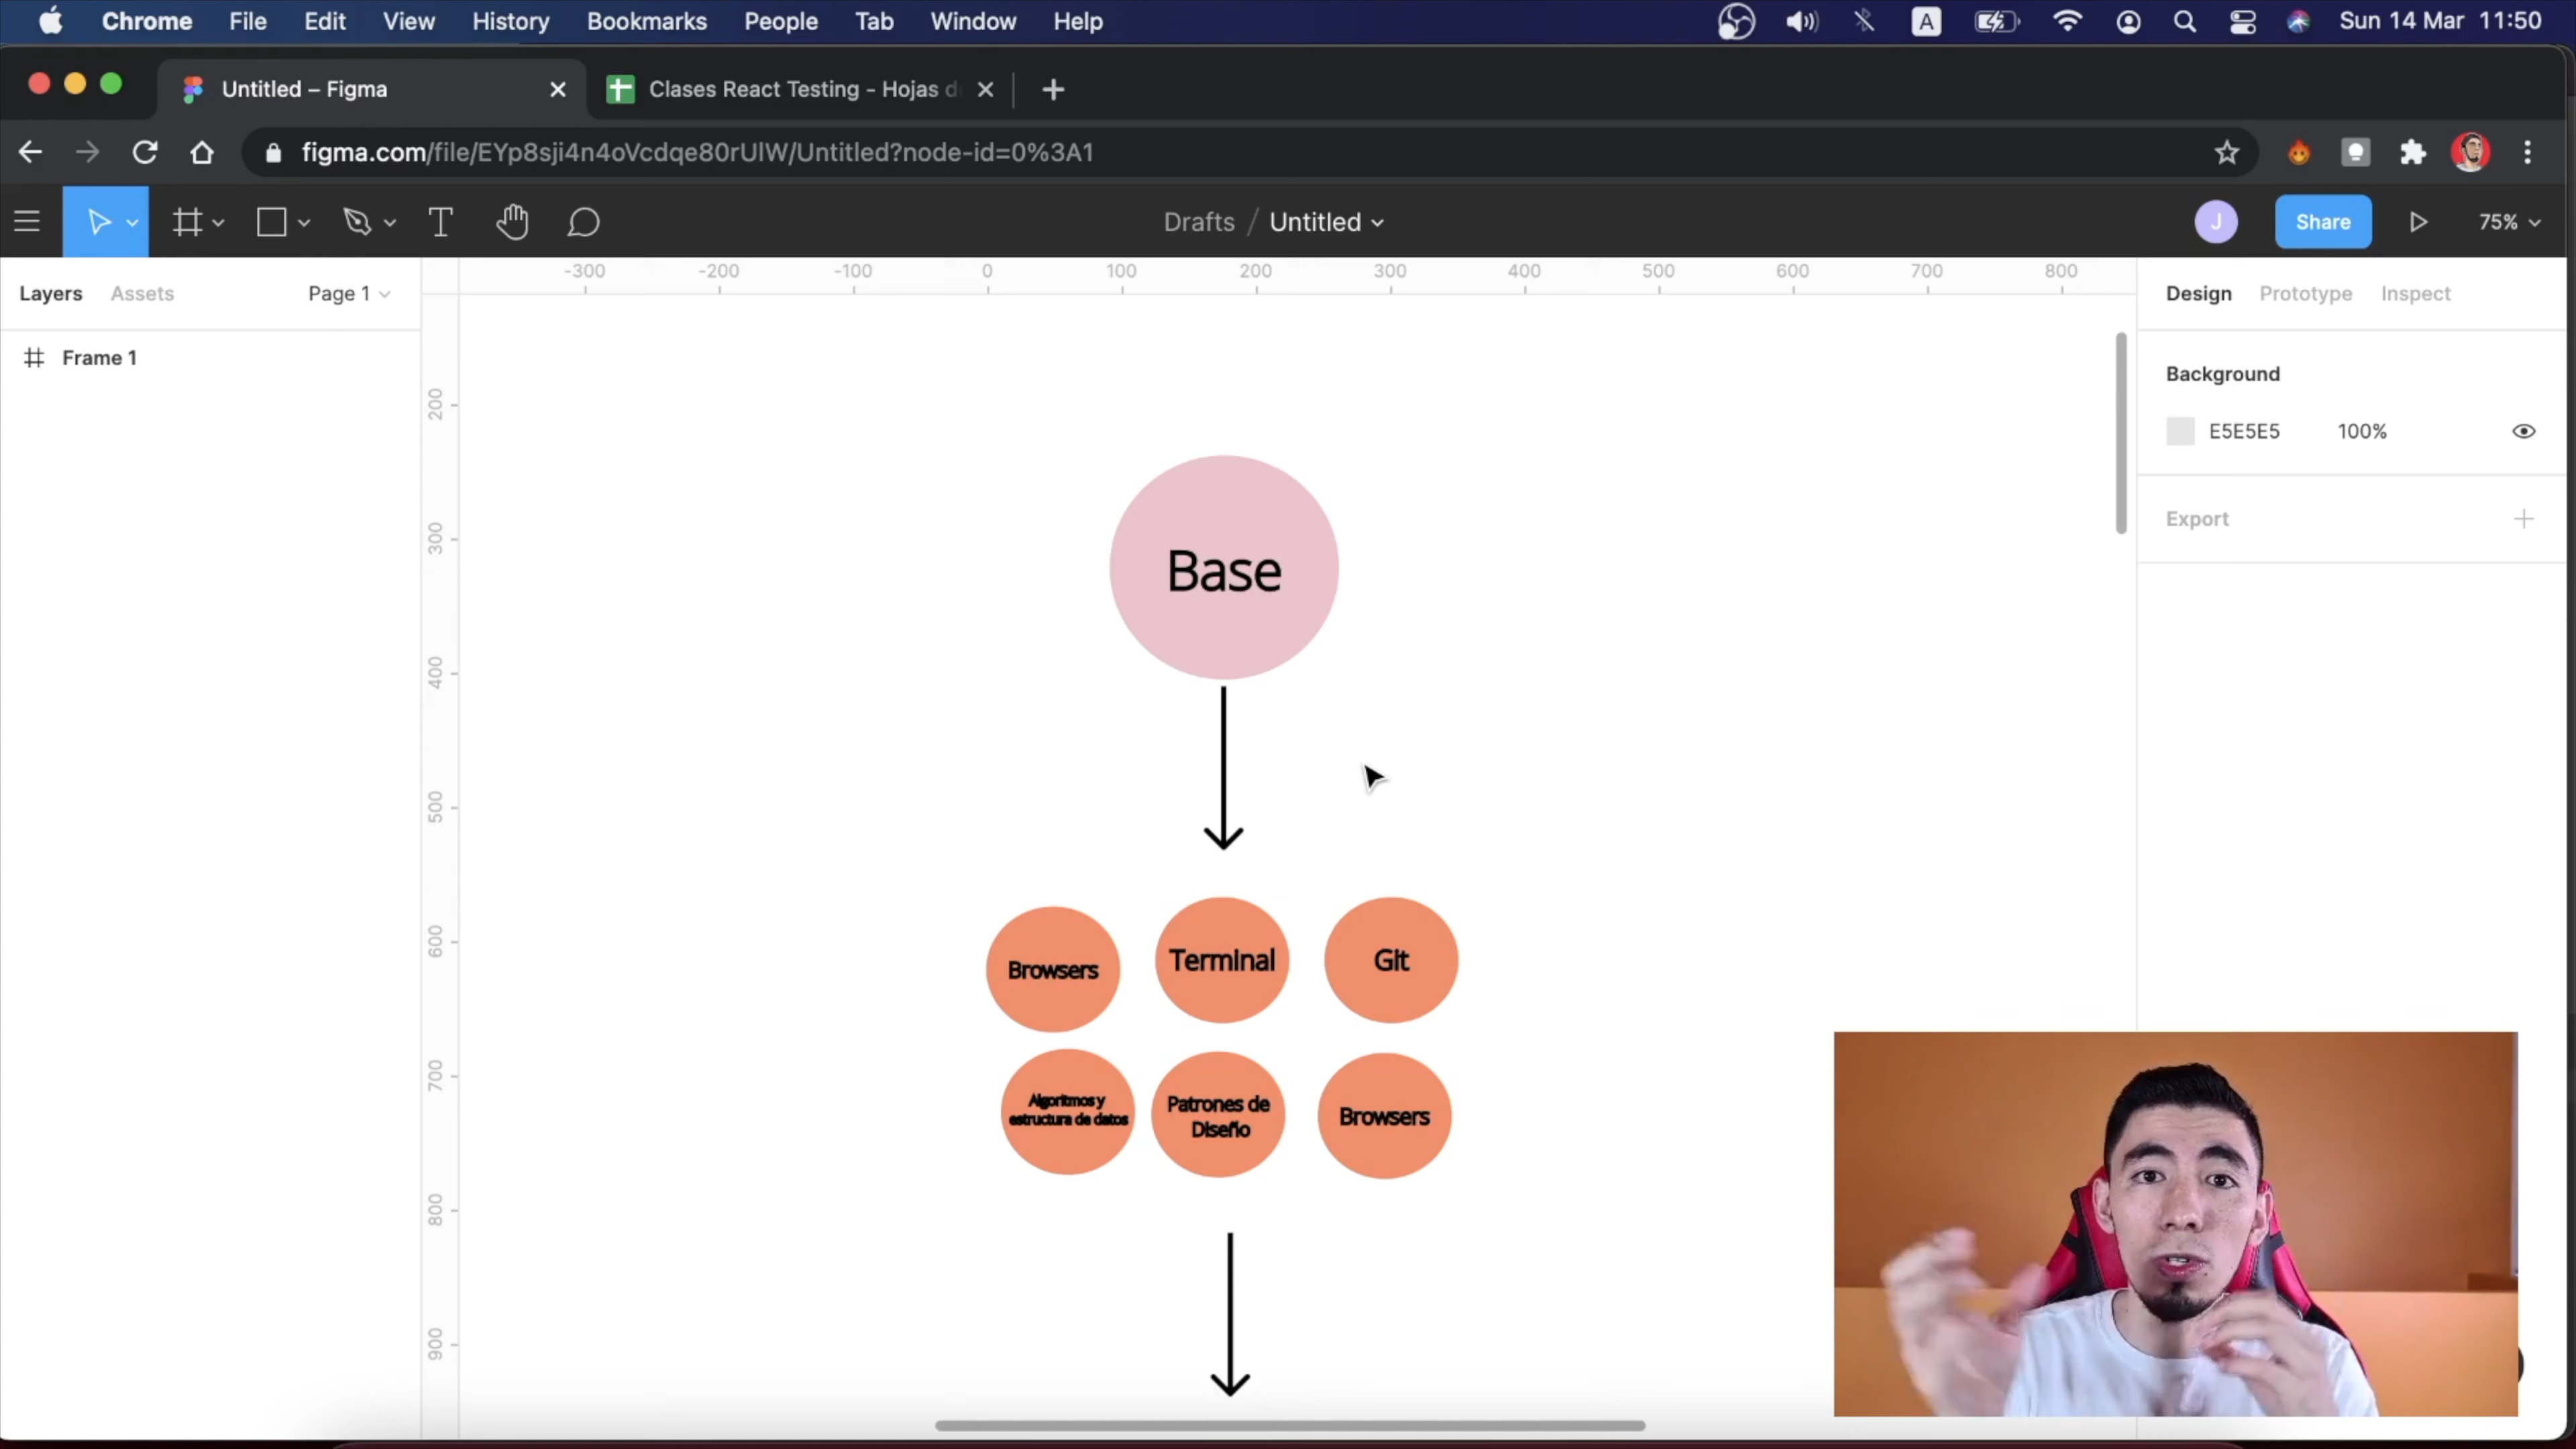 Chrome File Edit View History Bookmarks People Tab Window Help A Sun 14 Mar 11:50
Untitled – Figma Clases React Testing - Hojas d
figma.com/file/EYp8sji4n4oVcdqe80rUlW/Untitled?node-id=0%3A1
Drafts / Untitled J Share 75%
Layers Assets Page 1
-300 -200 -100 0 100 200 300 400 500 600 700 800
Design Prototype Inspect
Frame 1
Background
E5E5E5 100%
Export
200
300
400
500
600
700
800
900
Base
Browsers Terminal Git
Algoritmos y
estructura de datos
Patrones de
Diseño
Browsers